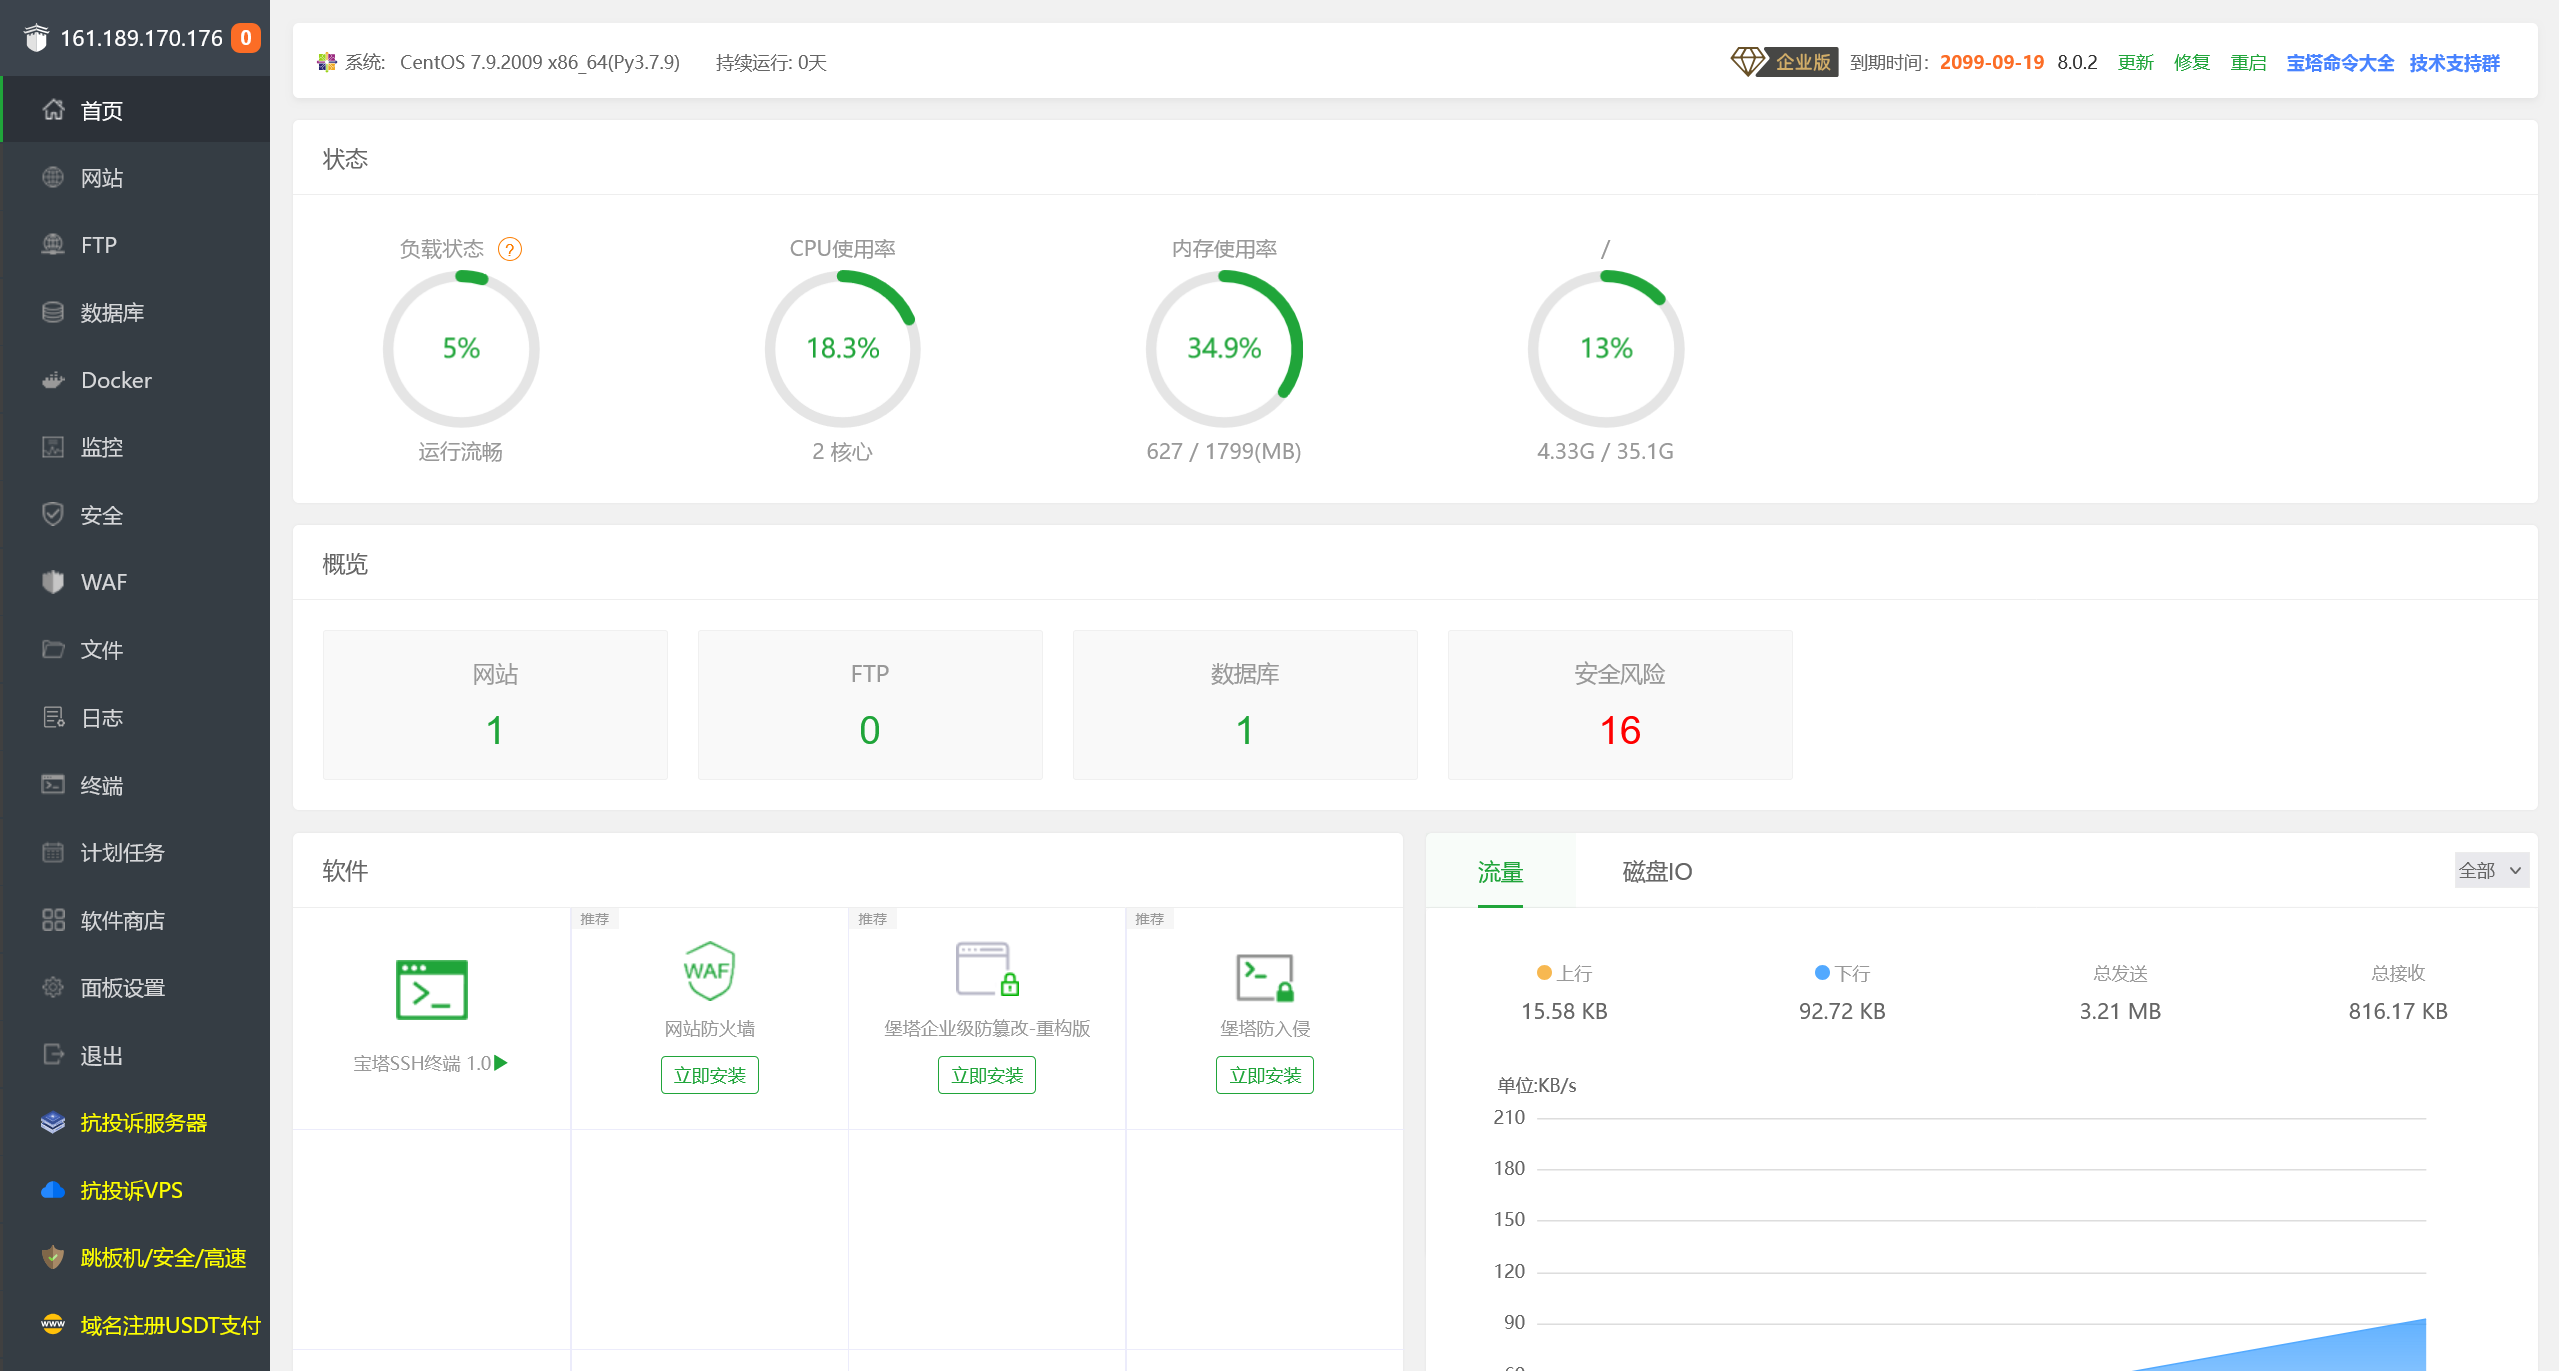 161.189.170.176 0
首页
网站
FTP
数据库
Docker
监控
安全
WAF
文件
日志
终端
计划任务
软件商店
面板设置
退出
抗投诉服务器
抗投诉VPS
跳板机/安全/高速
域名注册USDT支付
系统: CentOS 7.9.2009 x86_64(Py3.7.9) 持续运行: 0天
企业版 到期时间: 2099-09-19 8.0.2 更新 修复 重启 宝塔命令大全 技术支持群
状态
负载状态 ? CPU使用率 内存使用率 /
5% 18.3% 34.9% 13%
运行流畅 2 核心 627 / 1799(MB) 4.33G / 35.1G
概览
网站 FTP 数据库 安全风险
1 0 1 16
软件
推荐 推荐 推荐
WAF
宝塔SSH终端 1.0
网站防火墙 堡塔企业级防篡改-重构版 堡塔防入侵
立即安装 立即安装 立即安装
流量 磁盘IO 全部
上行 下行 总发送 总接收
15.58 KB 92.72 KB 3.21 MB 816.17 KB
单位:KB/s
210
180
150
120
90
60